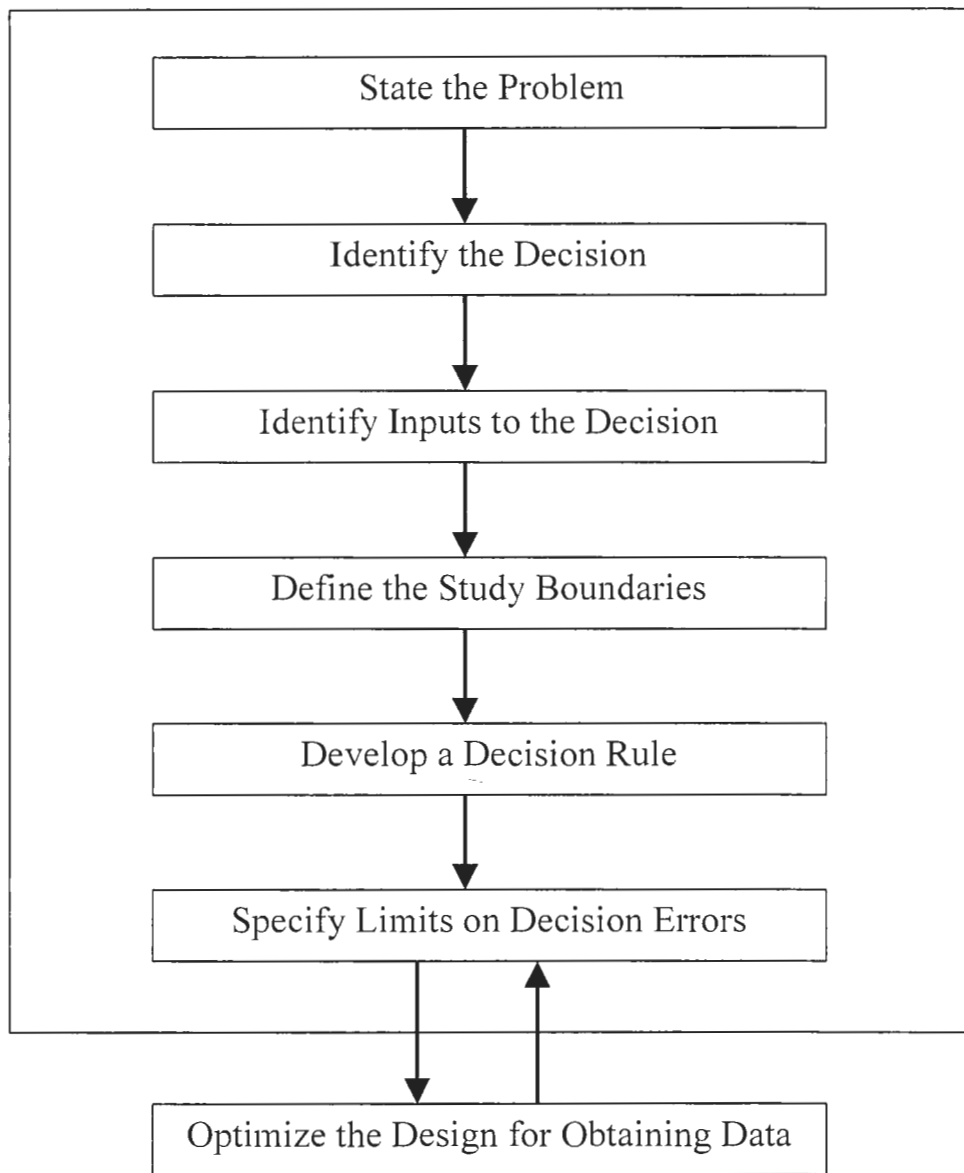 State the Problem
Identify the Decision
Identify Inputs to the Decision
Define the Study Boundaries
Develop a Decision Rule
Specify Limits on Decision Errors
Optimize the Design for Obtaining Data